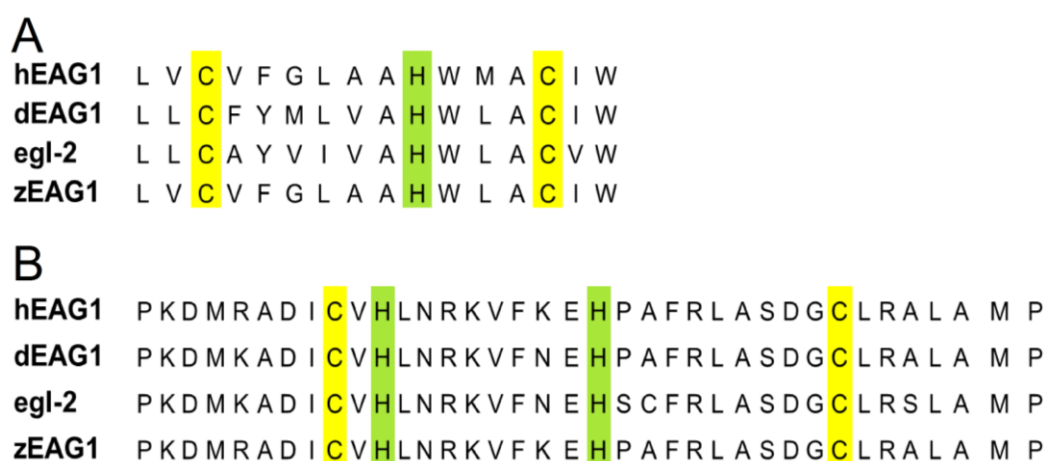 A
hEAG1 L V C V F G L A A H W M A C I W
dEAG1 L L C F Y M L V A H W L A C I W
egl-2 L L C A Y V I V A H W L A C V W
zEAG1 L V C V F G L A A H W L A C I W
B
hEAG1 P K D M R A D I C V H L N R K V F K E H P A F R L A S D G C L R A L A M P
dEAG1 P K D M K A D I C V H L N R K V F N E H P A F R L A S D G C L R A L A M P
egl-2 P K D M K A D I C V H L N R K V F N E H S C F R L A S D G C L R S L A M P
zEAG1 P K D M R A D I C V H L N R K V F K E H P A F R L A S D G C L R A L A M P